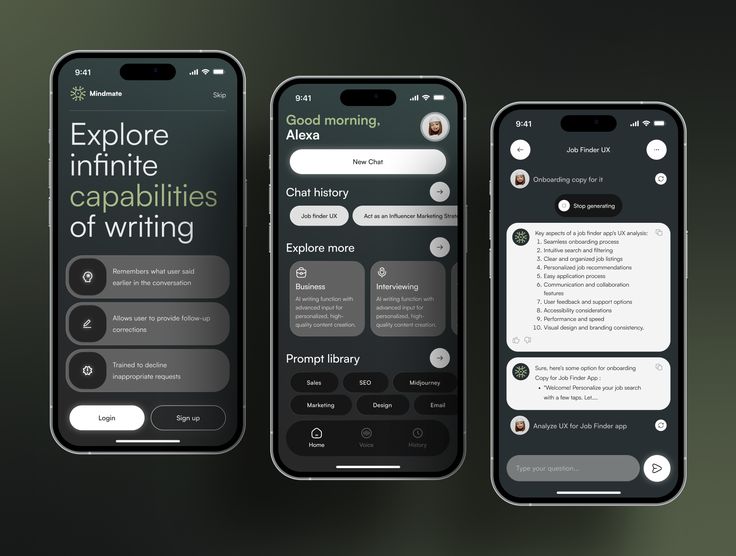 9:41
Mindmate
Skip
Explore
infinite
capabilities
of writing
Remembers what user said
earlier in the conversation
Allows user to provide follow-up
corrections
Trained to decline
inappropriate requests
Login
Sign up
9:41
Good morning,
Alexa
New Chat
Chat history
Job finder UX
Act as an Influencer Marketing Strate
Explore more
Business
AI writing function with
advanced input for
personalized, high-
quality content creation.
Interviewing
AI writing function with
advanced input for
personalized, high-
quality content creation.
Prompt library
Sales
SEO
Midjourney
Marketing
Design
Email
Home
Voice
History
9:41
Job Finder UX
Onboarding copy for it
Stop generating
Key aspects of a job finder app's UX analysis:
1. Seamless onboarding process
2. Intuitive search and filtering
3. Clear and organized job listings
4. Personalized job recommendations
5. Easy application process
6. Communication and collaboration
features
7. User feedback and support options
8. Accessibility considerations
9. Performance and speed
10. Visual design and branding consistency.
Sure, here's some option for onboarding
Copy for Job Finder App :
• "Welcome! Personalize your job search
with a few taps. Let....
Analyze UX for Job Finder app
Type your question...